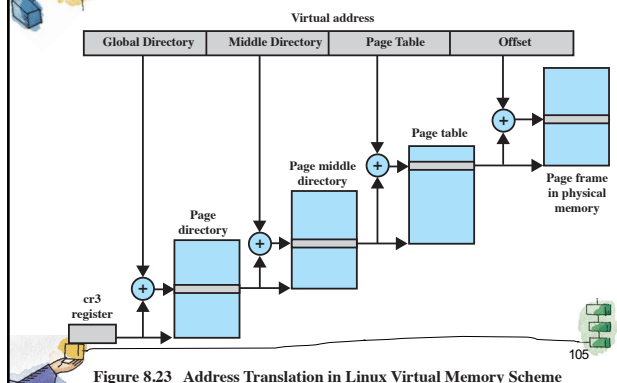 Virtual address
Global Directory Middle Directory Page Table Offset
Page table
Page middle
directory
Page frame
in physical
memory
Page
directory
cr3
register
105
Figure 8.23 Address Translation in Linux Virtual Memory Scheme